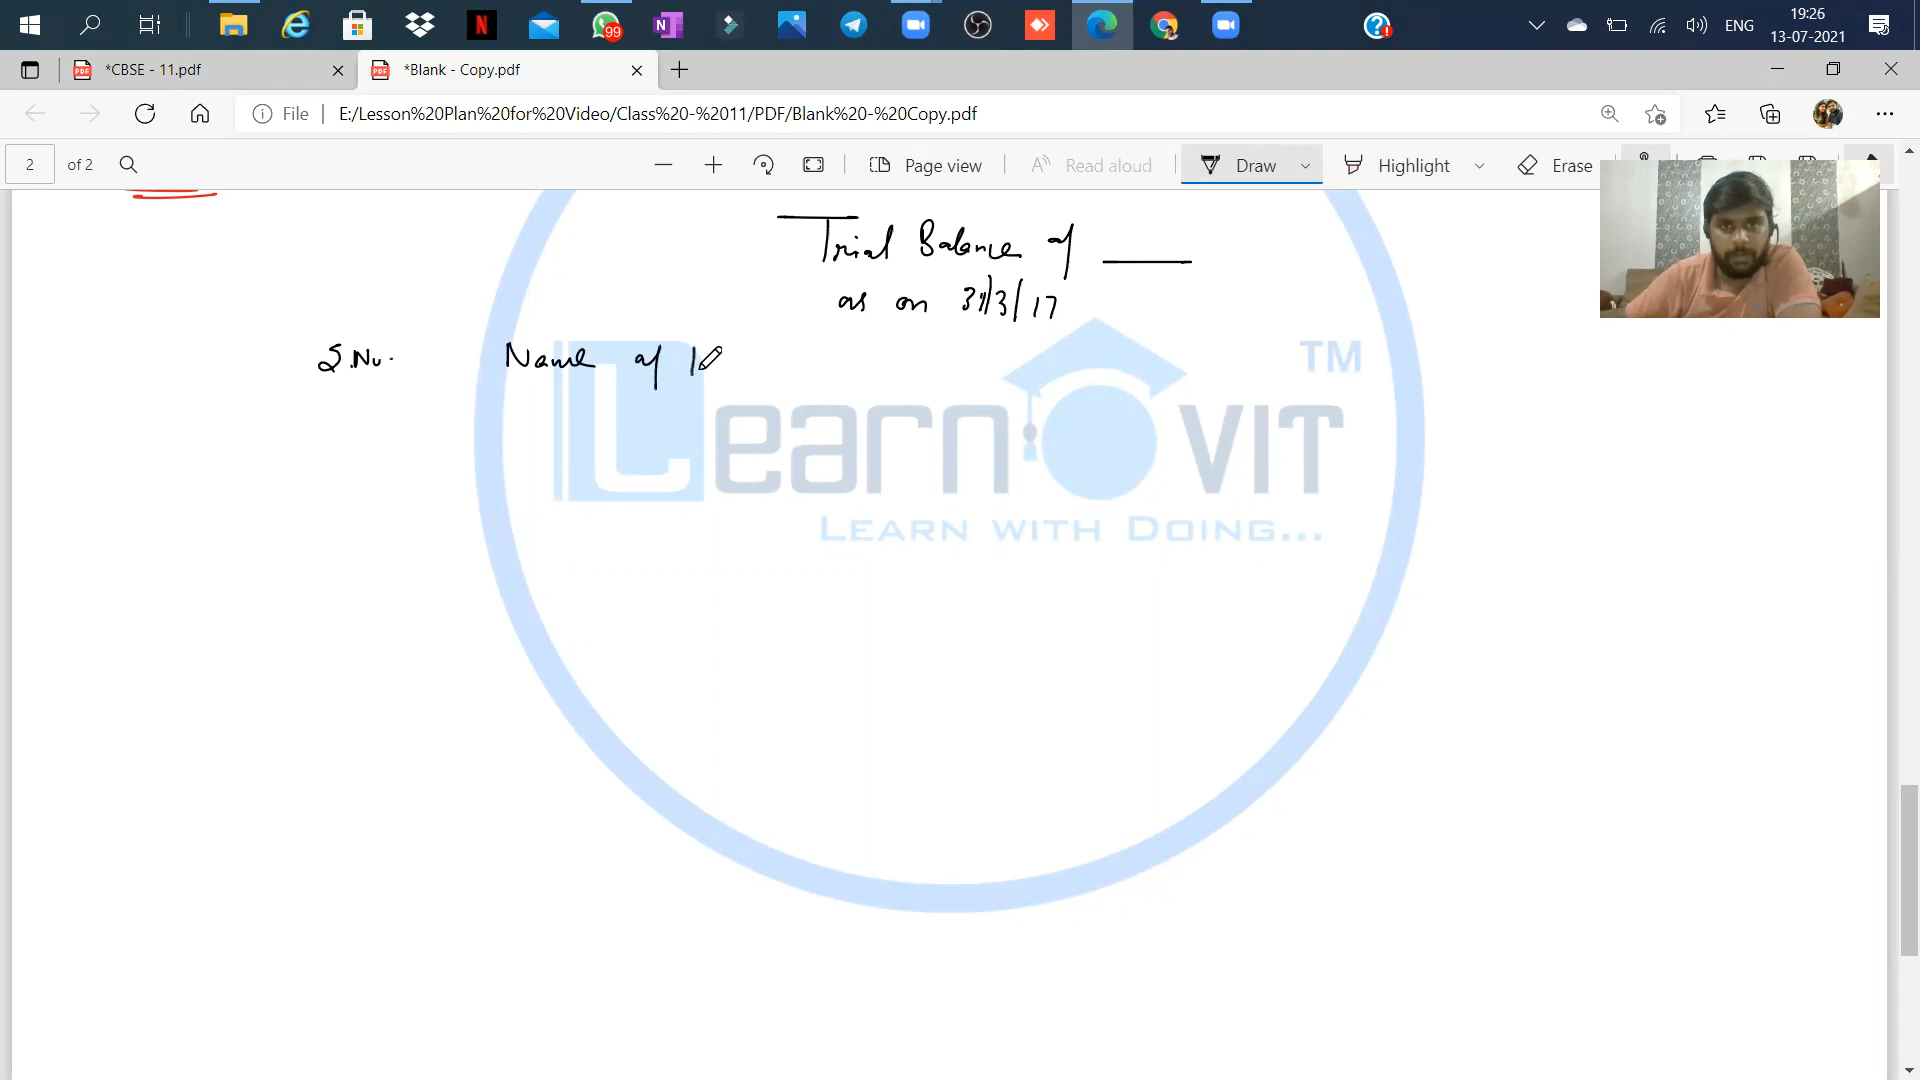 99
ENG
19:26
13-07-2021
*CBSE - 11.pdf
*Blank - Copy.pdf
File
E:/Lesson%20Plan%20for%20Video/Class%20-%2011/PDF/Blank%20-%20Copy.pdf
2 of 2
Page view
Read aloud
Draw
Highlight
Erase
Trial Balance of
as on 31/3/17
S.No. Name of
LearnOVIT TM
LEARN WITH DOING...